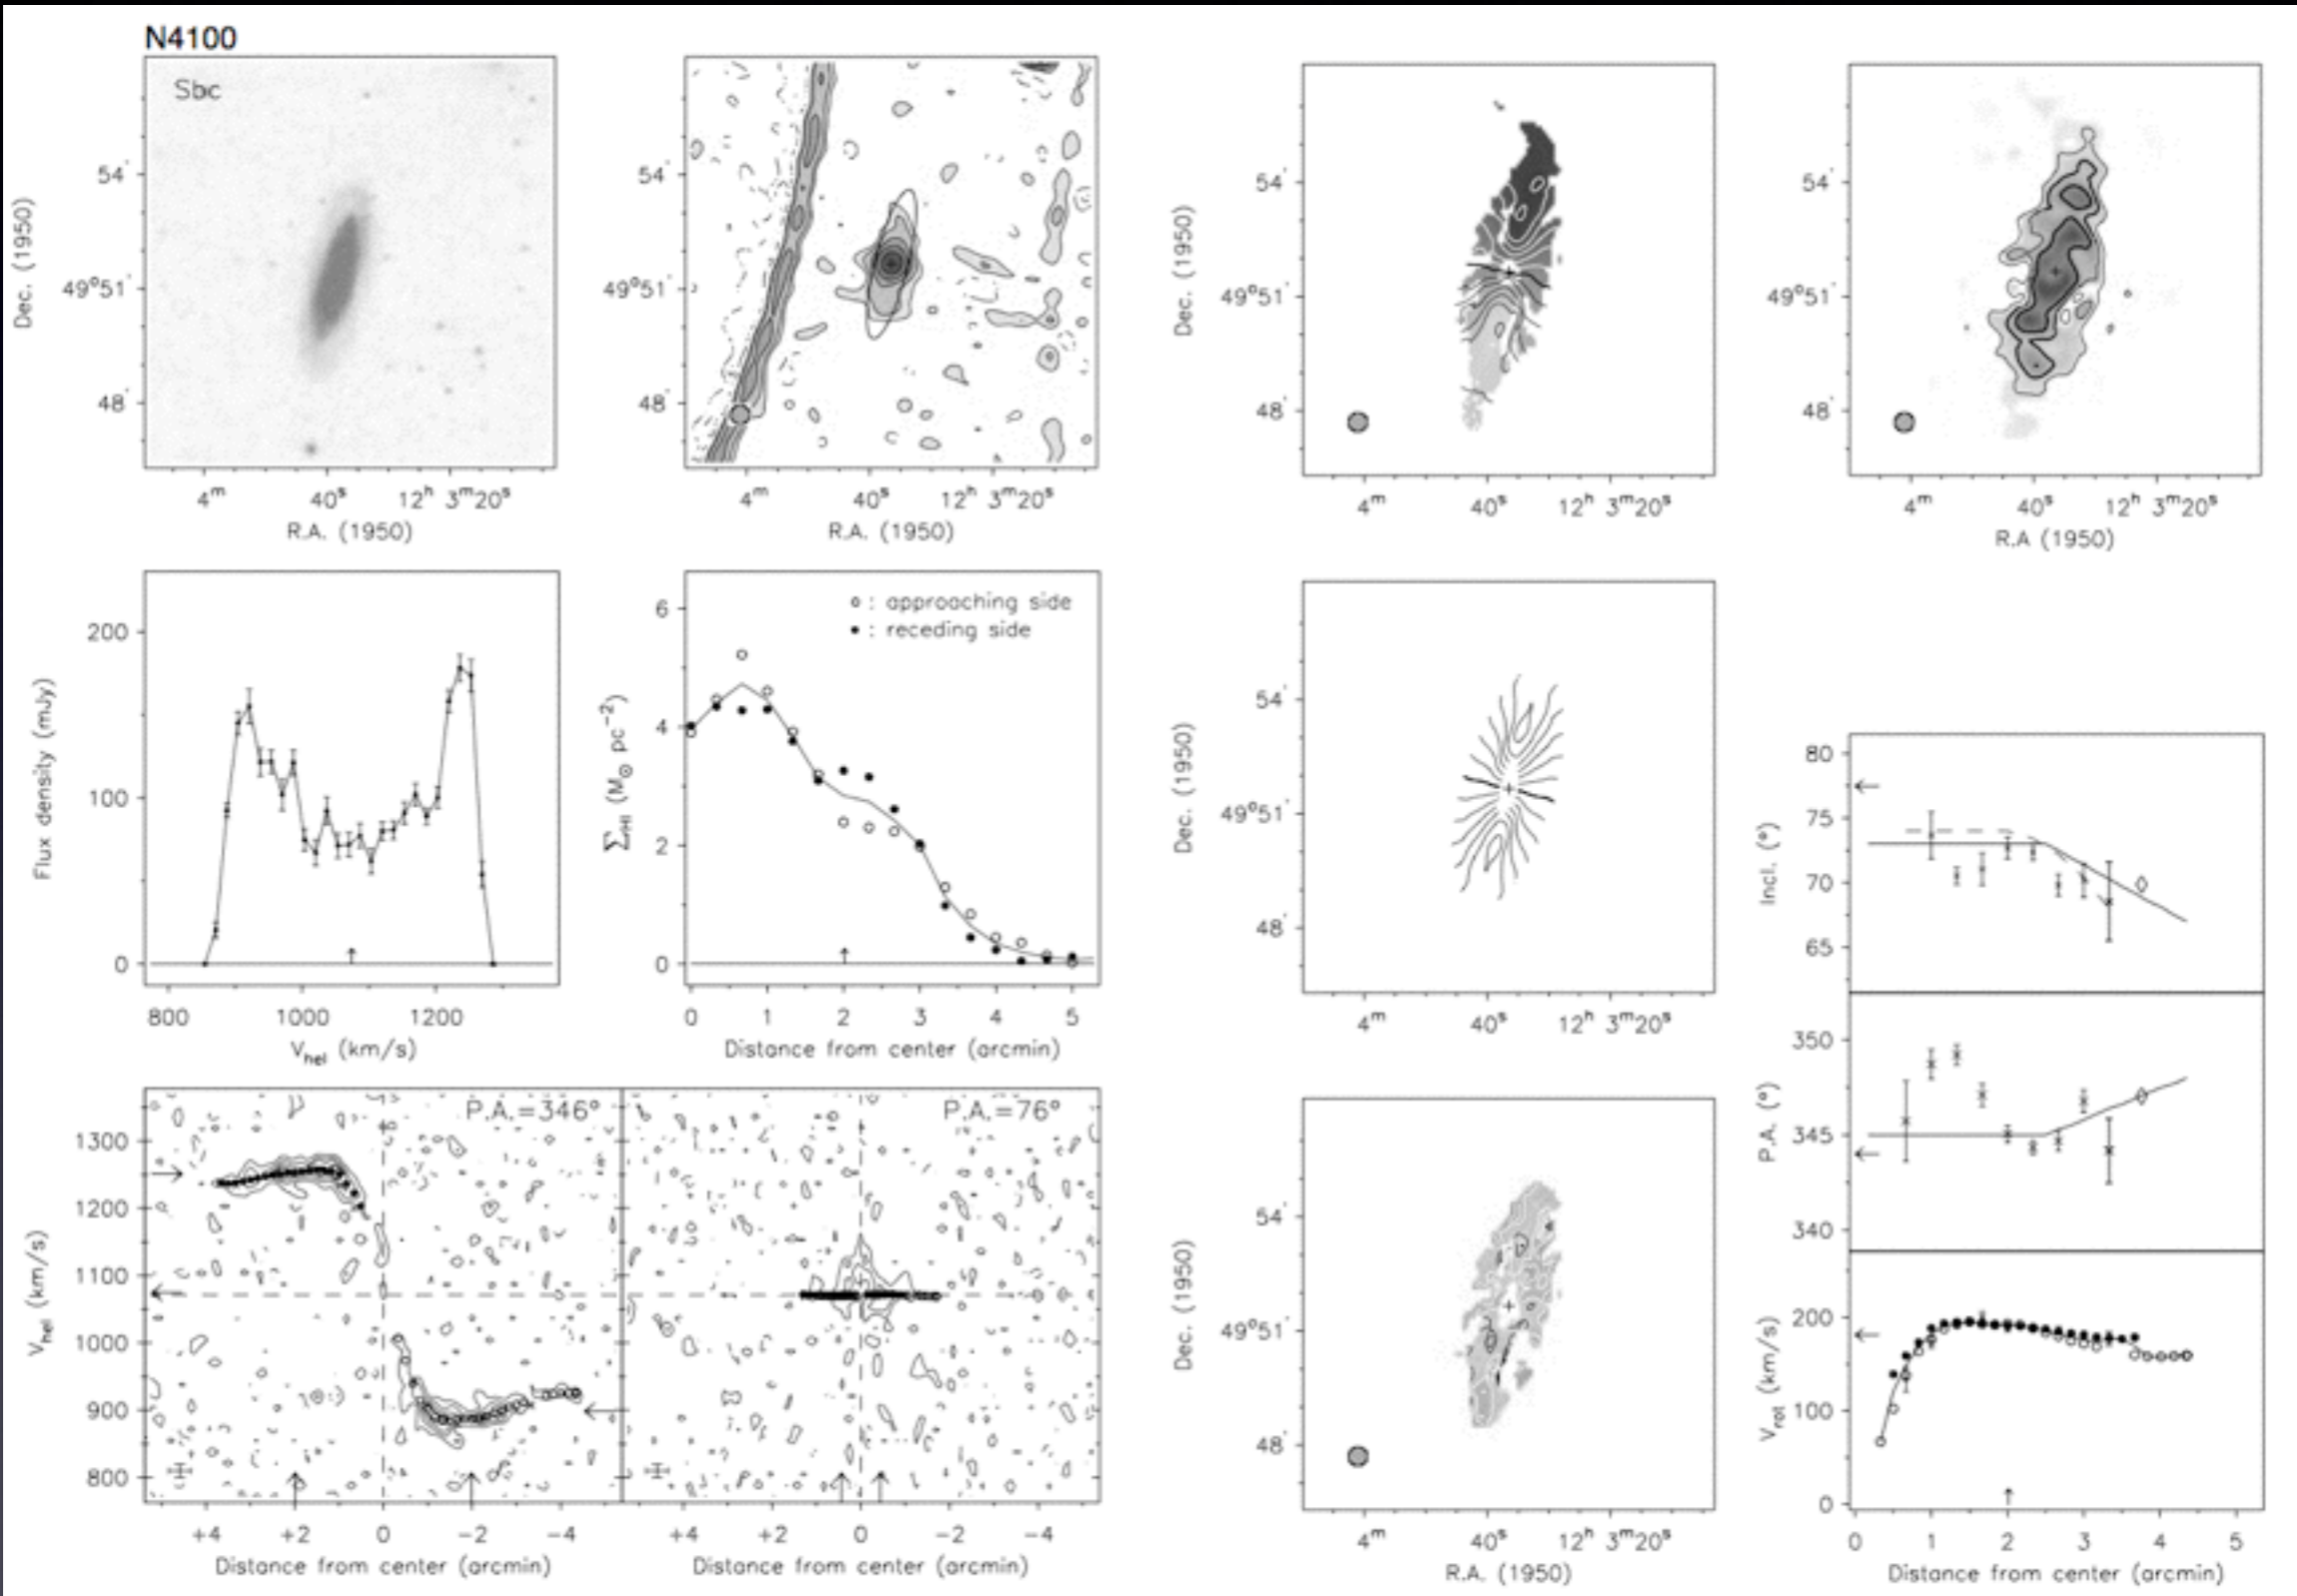 N4100
Sbc
Dec. (1950)
54'
49°51'
48'
4ᵐ 40ˢ 12ʰ 3ᵐ20ˢ
R.A. (1950)
54'
49°51'
48'
4ᵐ 40ˢ 12ʰ 3ᵐ20ˢ
R.A. (1950)
Dec. (1950)
54'
49°51'
48'
4ᵐ 40ˢ 12ʰ 3ᵐ20ˢ
54'
49°51'
48'
4ᵐ 40ˢ 12ʰ 3ᵐ20ˢ
R.A (1950)
Flux density (mJy)
200
100
0
800 1000 1200
V_hel (km/s)
Σ_HI (M_⊙ pc⁻²)
6
4
2
0
○ : approaching side
● : receding side
0 1 2 3 4 5
Distance from center (arcmin)
Dec. (1950)
54'
49°51'
48'
4ᵐ 40ˢ 12ʰ 3ᵐ20ˢ
Incl. (°)
80
75
70
65
P.A. (°)
350
345
340
V_rot (km/s)
200
100
0
0 1 2 3 4 5
Distance from center (arcmin)
V_hel (km/s)
1300
1200
1100
1000
900
800
P.A.=346°
P.A.=76°
+4 +2 0 -2 -4
Distance from center (arcmin)
+4 +2 0 -2 -4
Distance from center (arcmin)
Dec. (1950)
54'
49°51'
48'
4ᵐ 40ˢ 12ʰ 3ᵐ20ˢ
R.A. (1950)